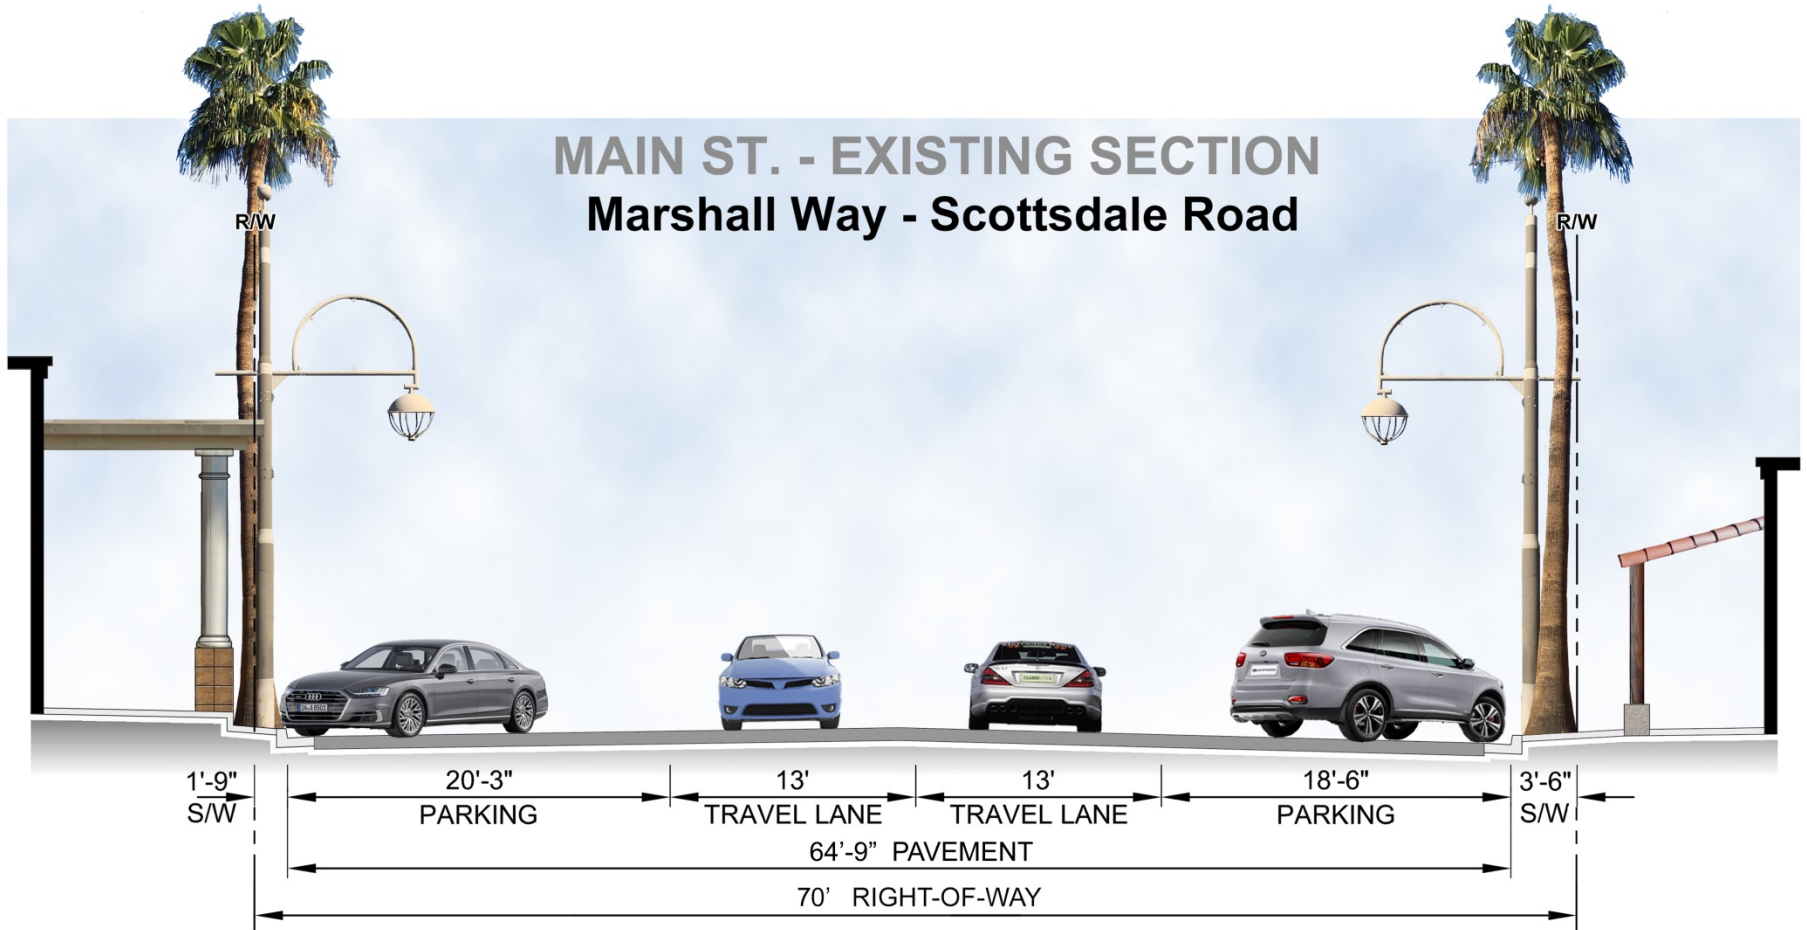 MAIN ST. - EXISTING SECTION
Marshall Way - Scottsdale Road
R/W
R/W
1'-9"
20'-3"
13'
13'
18'-6"
3'-6"
S/W
PARKING
TRAVEL LANE
TRAVEL LANE
PARKING
S/W
64’-9” PAVEMENT
70’ RIGHT-OF-WAY